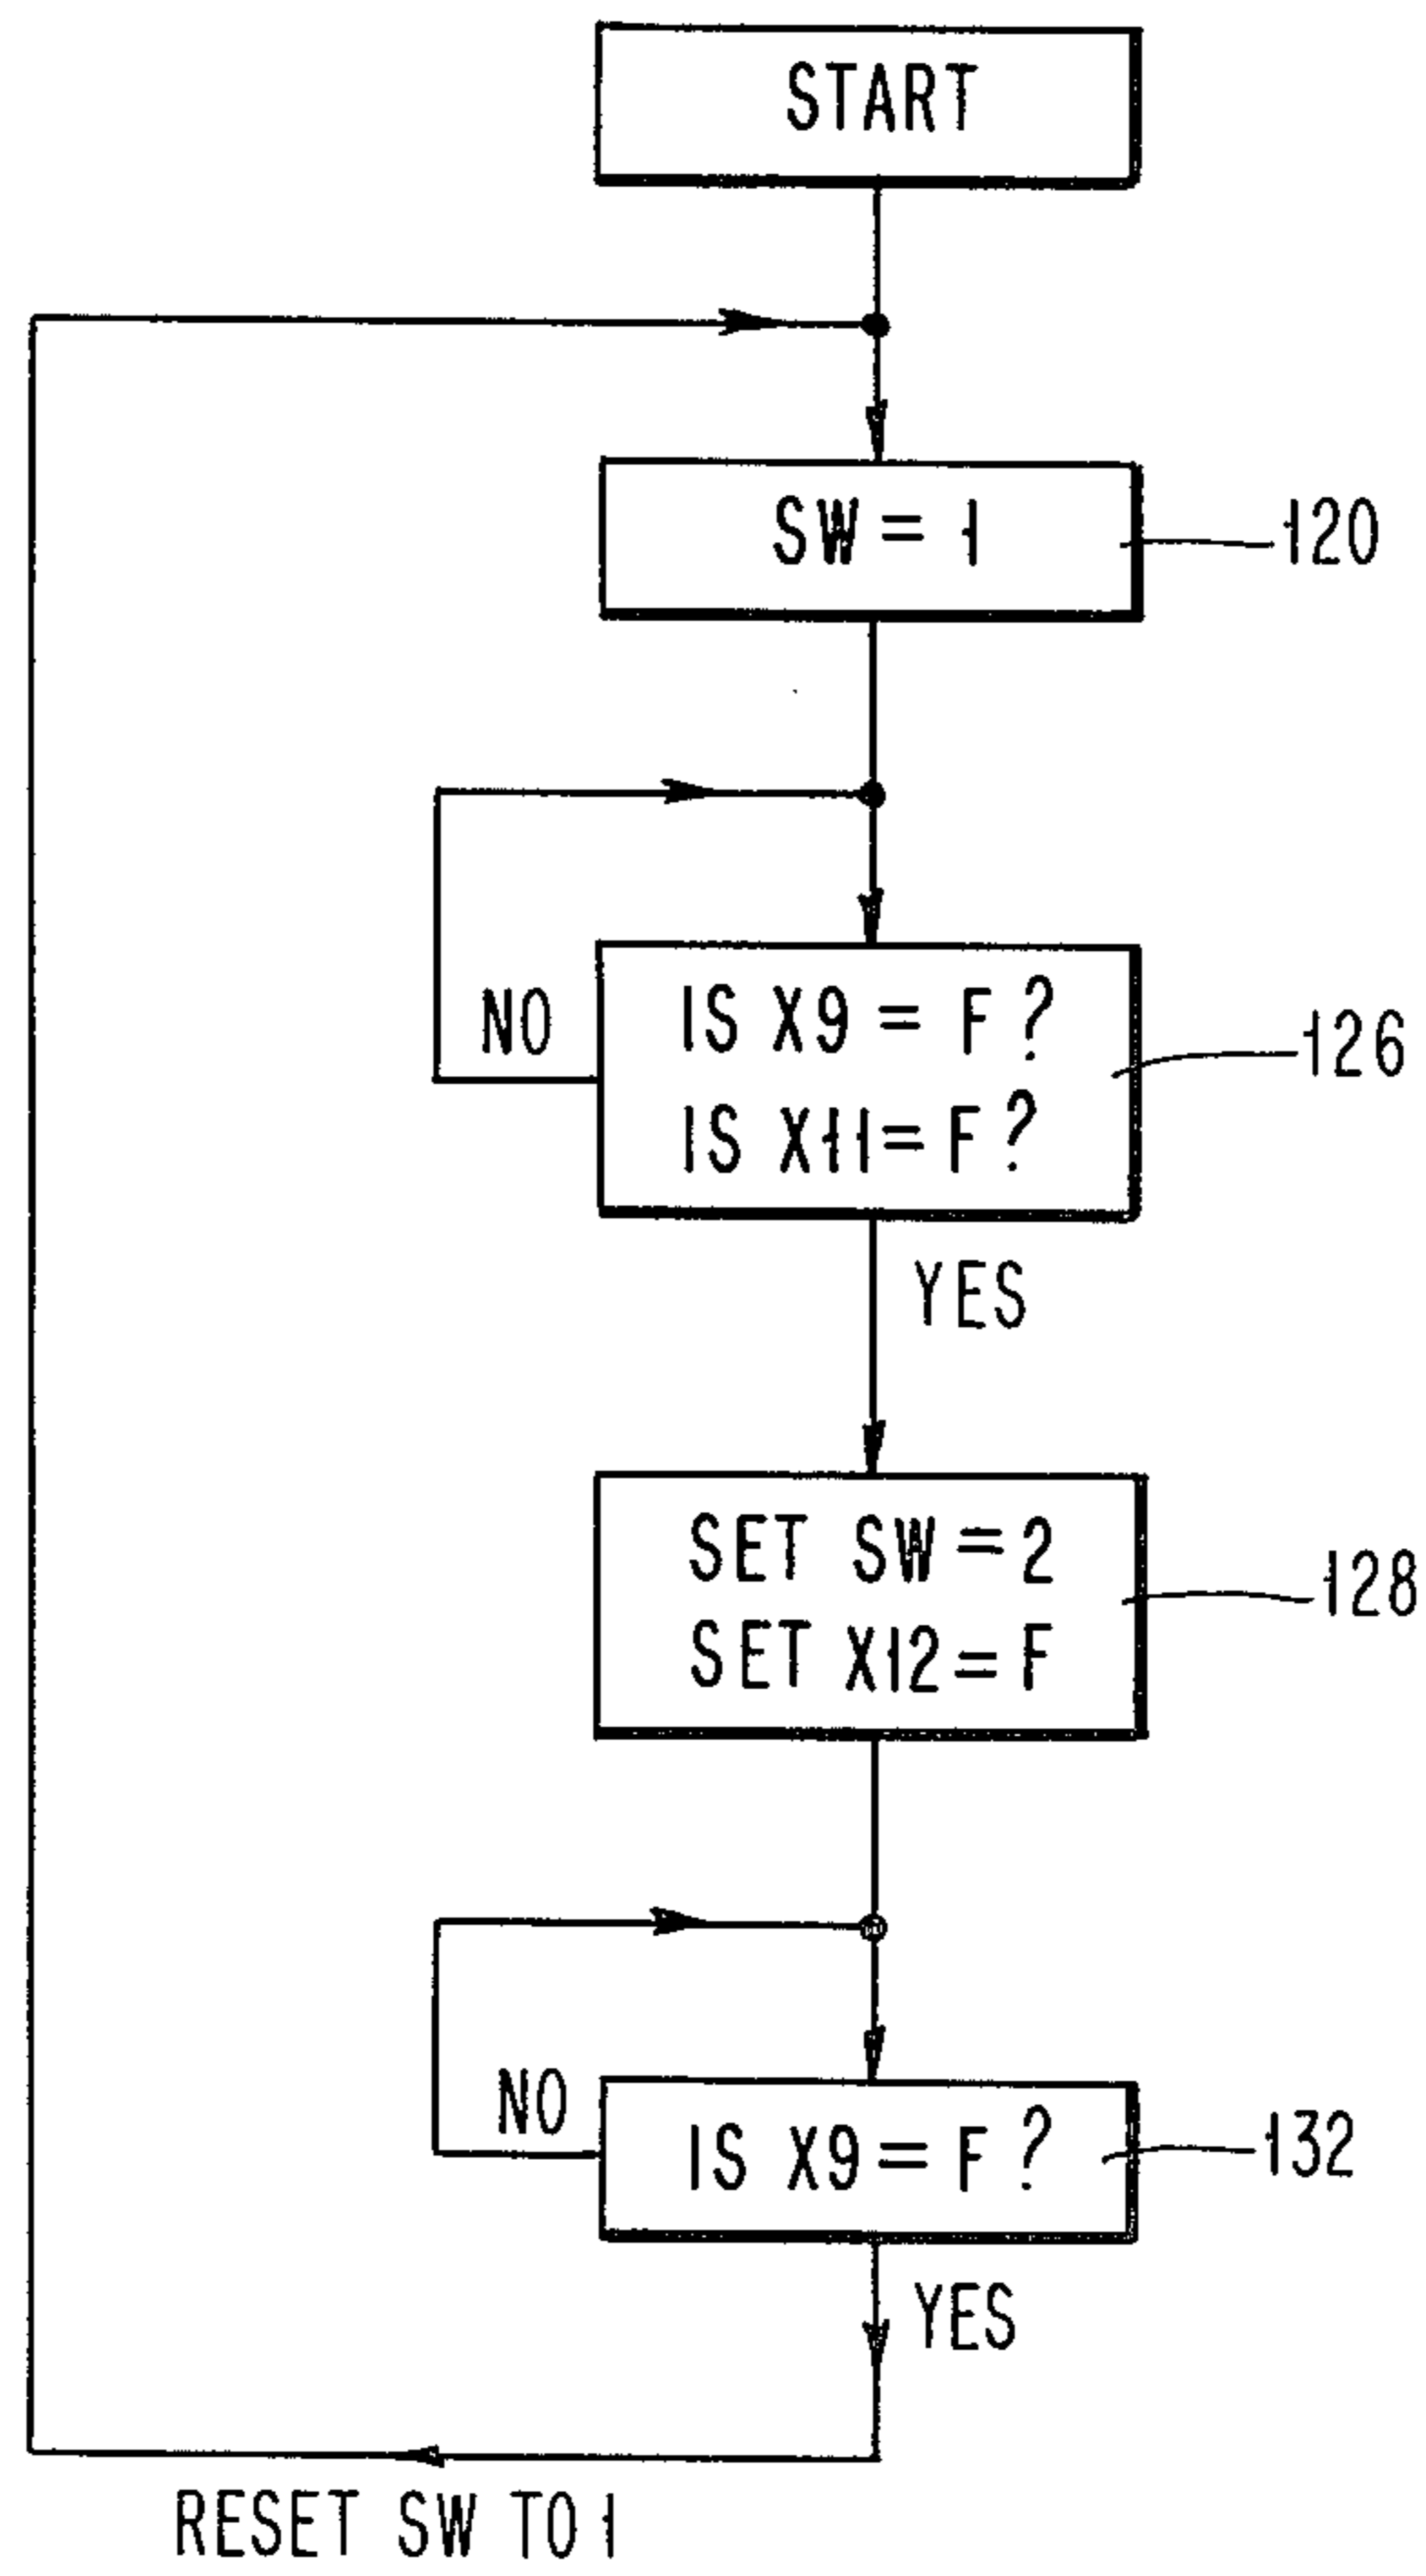 START
SW = 1
120
NO
IS X9 = F ?
IS X11 = F ?
126
YES
SET SW = 2
SET X12 = F
128
NO
IS X9 = F ?
132
YES
RESET SW TO 1